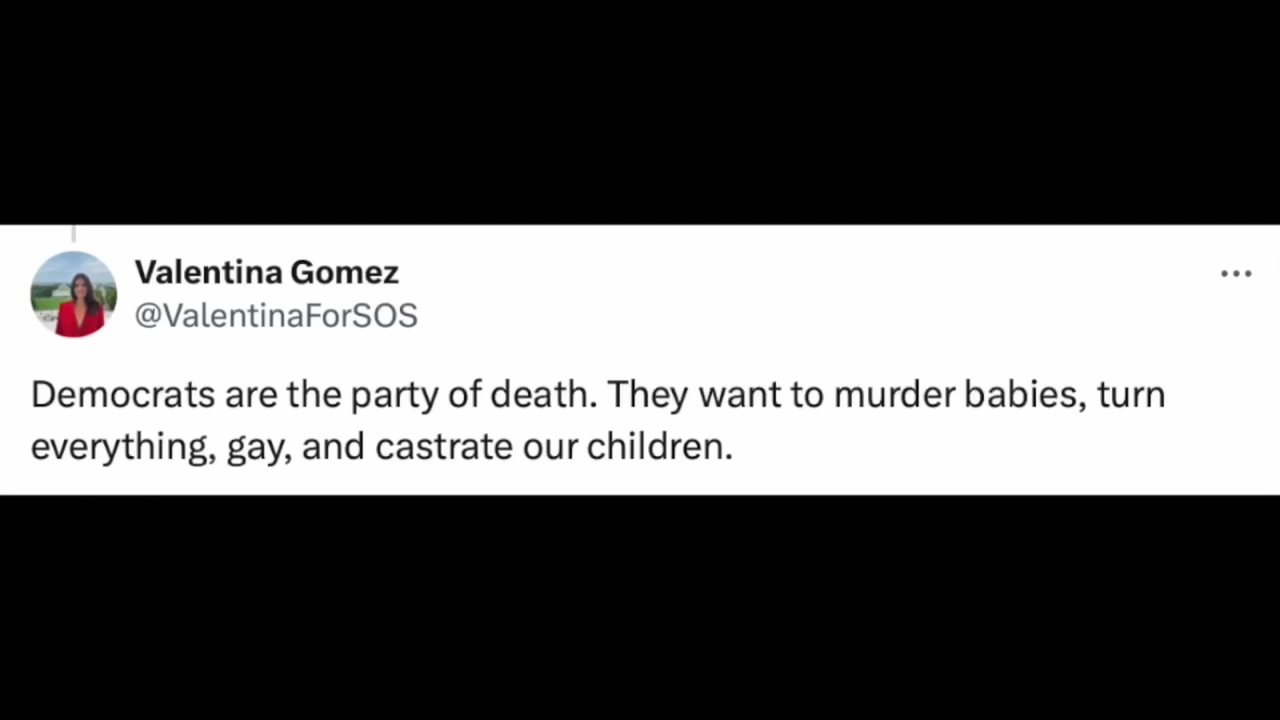 Valentina Gomez
@ValentinaForSOS
Democrats are the party of death. They want to murder babies, turn
everything, gay, and castrate our children.